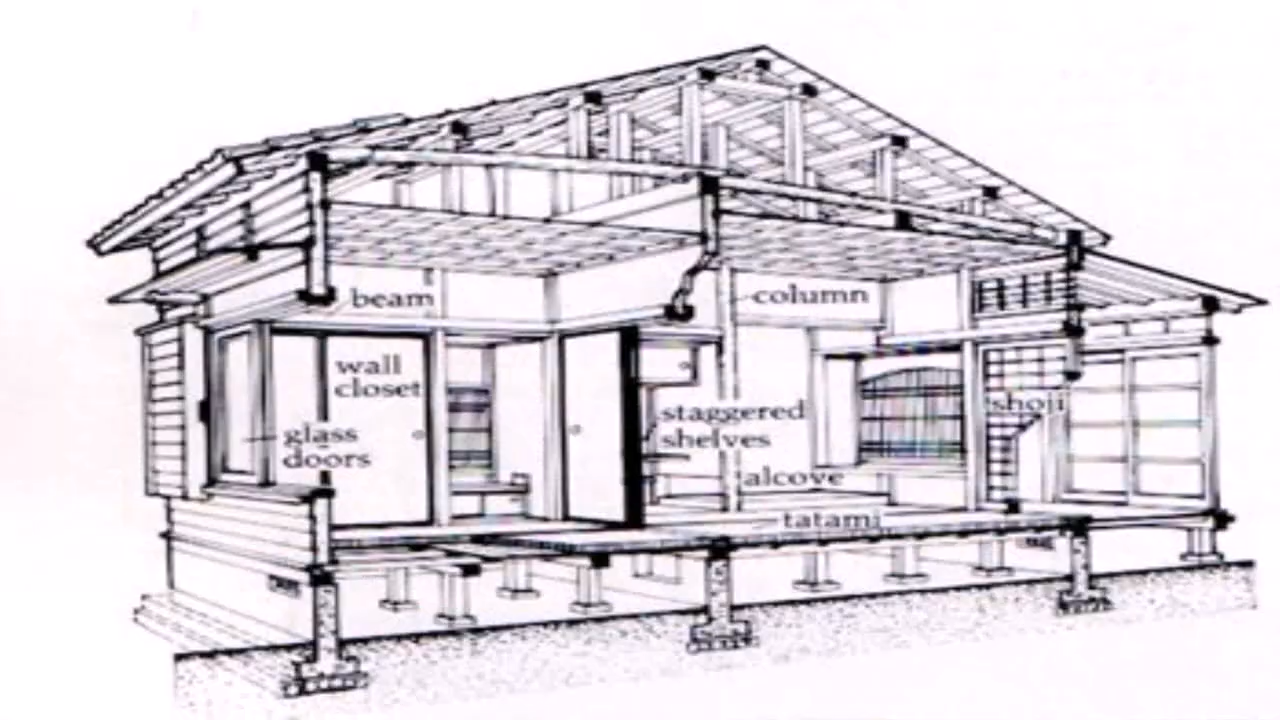 beam
column
wall
closet
glass
doors
staggered
shelves
alcove
shoji
tatami